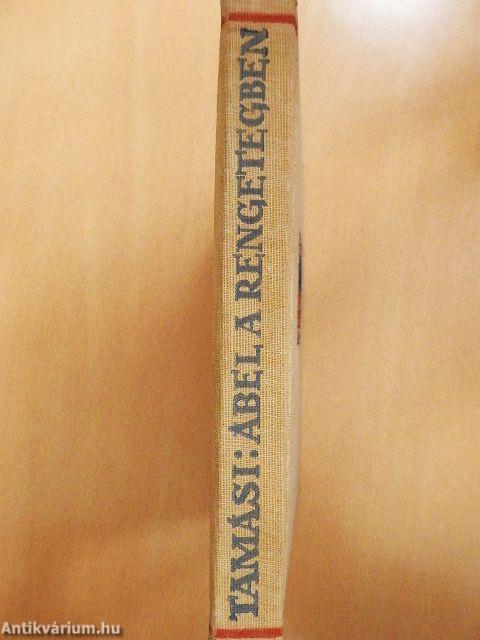 TAMÁSI: ÁBEL A RENGETEGBEN
Antikvárium.hu